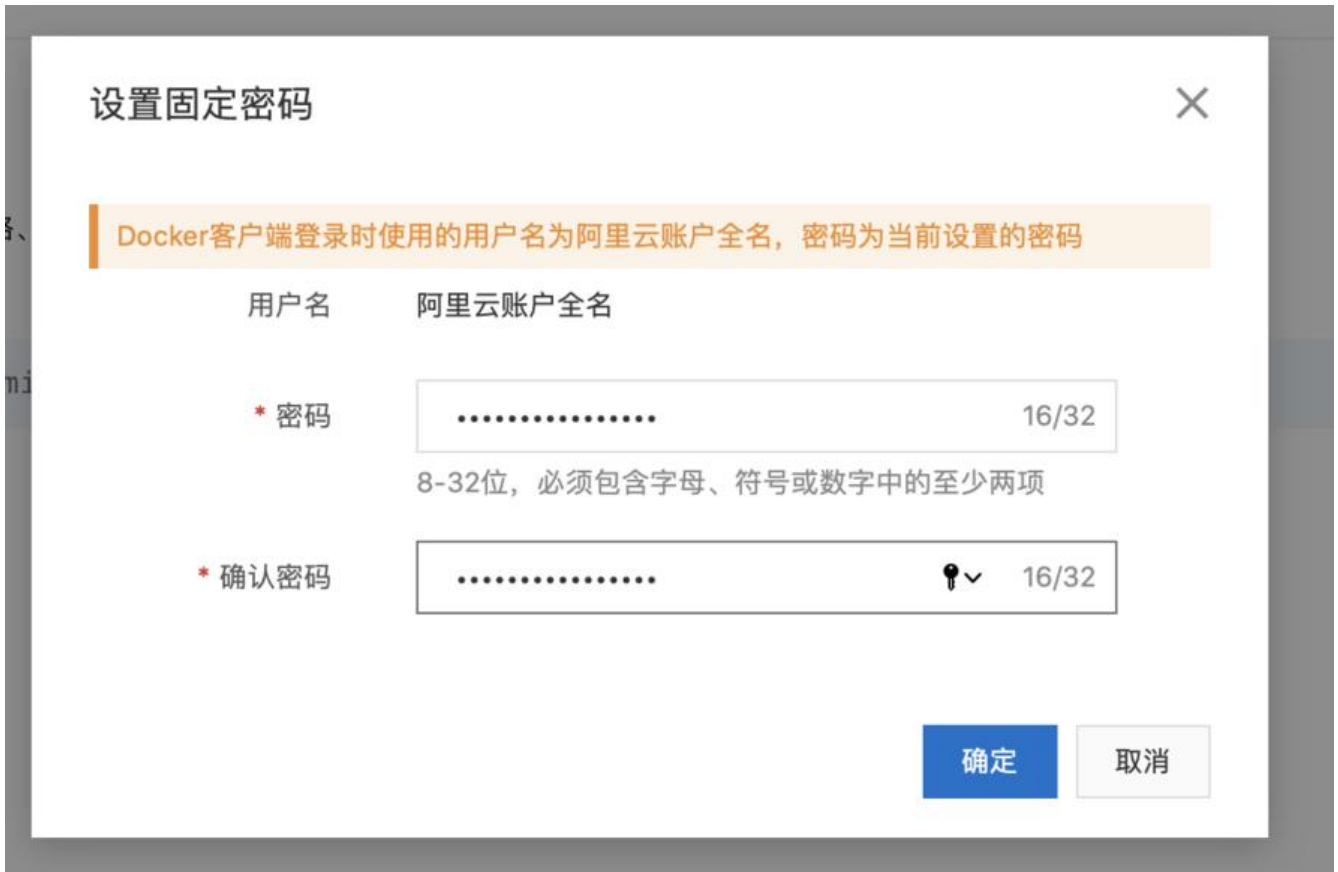 设置固定密码
Docker客户端登录时使用的用户名为阿里云账户全名，密码为当前设置的密码
用户名 阿里云账户全名
* 密码 •••••••••••••••• 16/32
8-32位，必须包含字母、符号或数字中的至少两项
* 确认密码 •••••••••••••••• 16/32
确定 取消